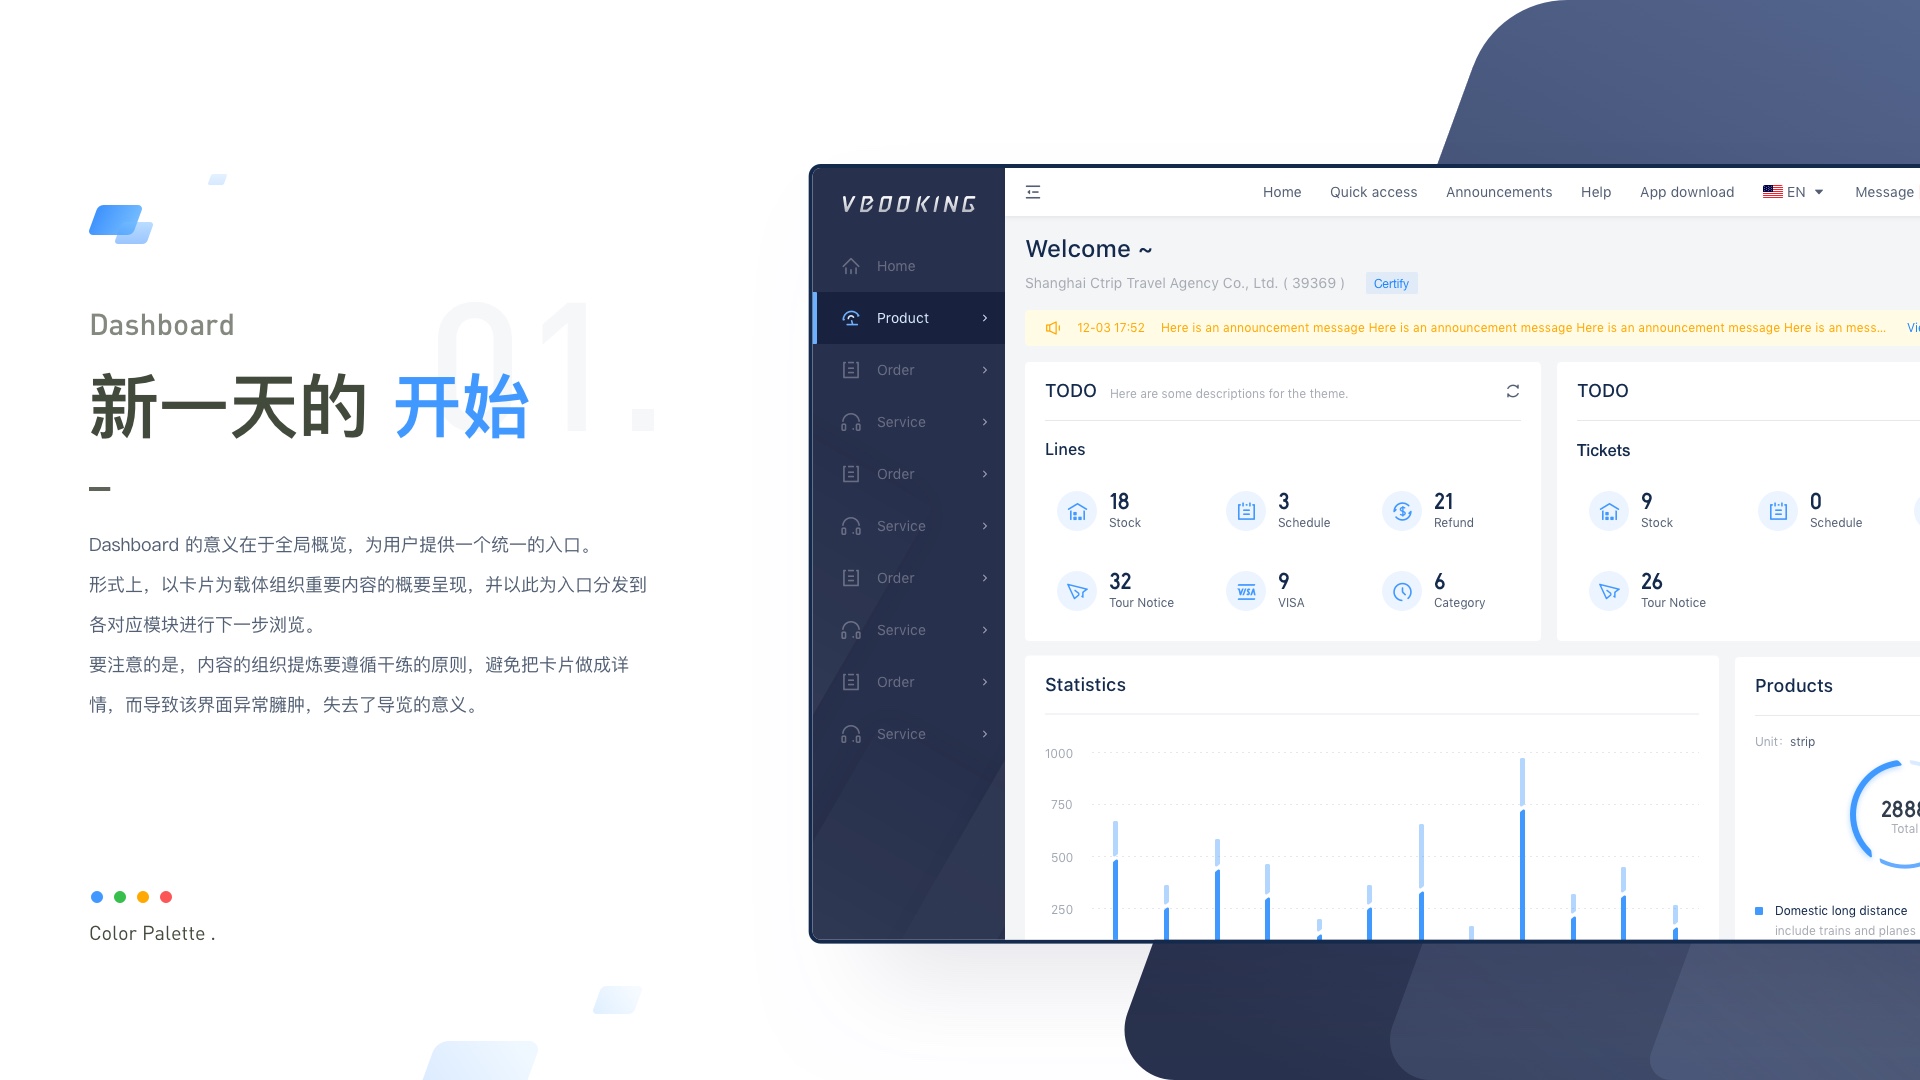 Dashboard
01.
新一天的 开始
Dashboard 的意义在于全局概览，为用户提供一个统一的入口。
形式上，以卡片为载体组织重要内容的概要呈现，并以此为入口分发到
各对应模块进行下一步浏览。
要注意的是，内容的组织提炼要遵循干练的原则，避免把卡片做成详
情，而导致该界面异常臃肿，失去了导览的意义。
Color Palette .
VBOOKING
Home
Product
Order
Service
Order
Service
Order
Service
Order
Service
Home Quick access Announcements Help App download EN Message
Welcome ~
Shanghai Ctrip Travel Agency Co., Ltd. ( 39369 ) Certify
12-03 17:52 Here is an announcement message Here is an announcement message Here is an announcement message Here is an mess...
TODO Here are some descriptions for the theme.
Lines
18 3 21
Stock Schedule Refund
32 9 6
Tour Notice VISA Category
TODO
Tickets
9 0
Stock Schedule
26
Tour Notice
Statistics
1000
750
500
250
Products
Unit: strip
Total
Domestic long distance
include trains and planes